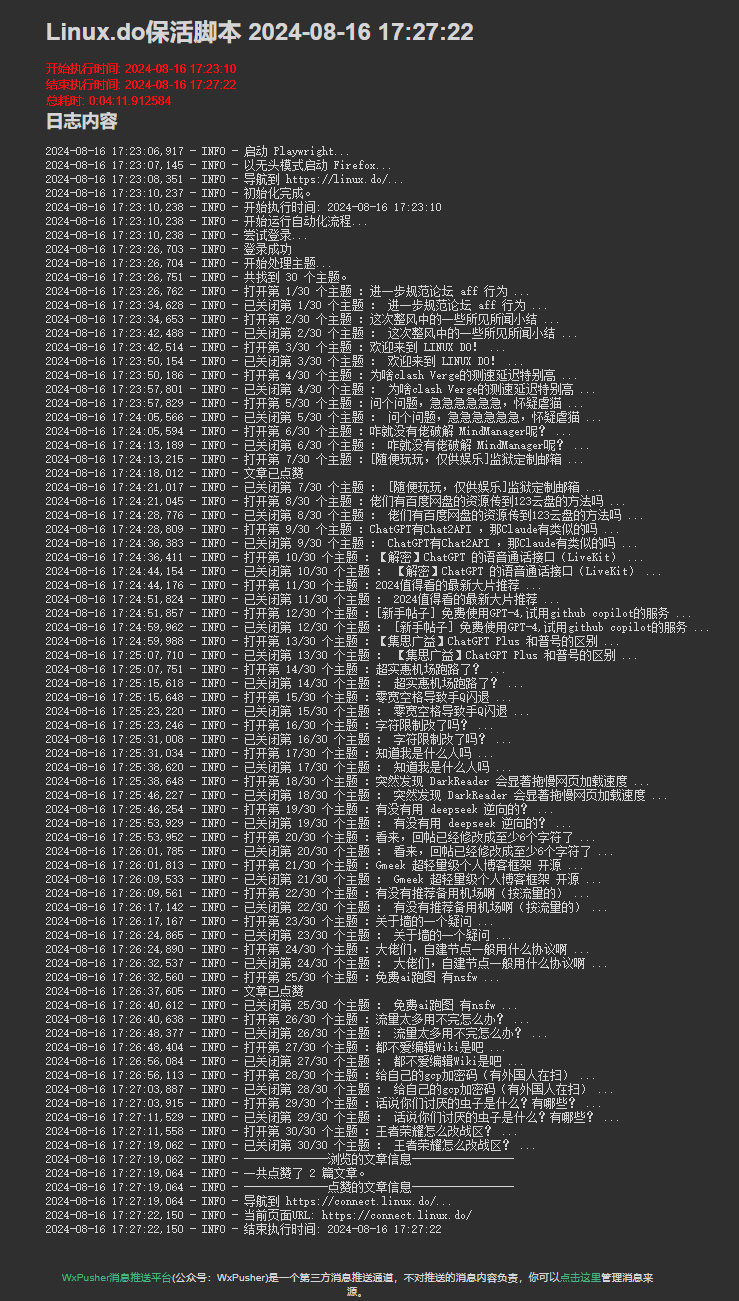 Linux.do保活脚本 2024-08-16 17:27:22
开始执行时间: 2024-08-16 17:23:10
结束执行时间: 2024-08-16 17:27:22
总耗时: 0:04:11.912584
日志内容
2024-08-16 17:23:06,917 - INFO - 启动 Playwright...
2024-08-16 17:23:07,145 - INFO - 以无头模式启动 Firefox...
2024-08-16 17:23:08,351 - INFO - 导航到 https://linux.do/...
2024-08-16 17:23:10,237 - INFO - 初始化完成。
2024-08-16 17:23:10,238 - INFO - 开始执行时间: 2024-08-16 17:23:10
2024-08-16 17:23:10,238 - INFO - 开始运行自动化流程...
2024-08-16 17:23:10,238 - INFO - 尝试登录...
2024-08-16 17:23:26,703 - INFO - 登录成功
2024-08-16 17:23:26,704 - INFO - 开始处理主题...
2024-08-16 17:23:26,751 - INFO - 共找到 30 个主题。
2024-08-16 17:23:26,762 - INFO - 打开第 1/30 个主题 : 进一步规范论坛 aff 行为 ...
2024-08-16 17:23:34,628 - INFO - 已关闭第 1/30 个主题 :  进一步规范论坛 aff 行为 ...
2024-08-16 17:23:34,653 - INFO - 打开第 2/30 个主题 : 这次整风中的一些所见所闻小结 ...
2024-08-16 17:23:42,488 - INFO - 已关闭第 2/30 个主题 :  这次整风中的一些所见所闻小结 ...
2024-08-16 17:23:42,514 - INFO - 打开第 3/30 个主题 : 欢迎来到 LINUX DO! ...
2024-08-16 17:23:50,154 - INFO - 已关闭第 3/30 个主题 :  欢迎来到 LINUX DO! ...
2024-08-16 17:23:50,186 - INFO - 打开第 4/30 个主题 : 为啥clash Verge的测速延迟特别高 ...
2024-08-16 17:23:57,801 - INFO - 已关闭第 4/30 个主题 :  为啥clash Verge的测速延迟特别高 ...
2024-08-16 17:23:57,829 - INFO - 打开第 5/30 个主题 : 问个问题，急急急急急急，怀疑虐猫 ...
2024-08-16 17:24:05,566 - INFO - 已关闭第 5/30 个主题 :  问个问题，急急急急急急，怀疑虐猫 ...
2024-08-16 17:24:05,594 - INFO - 打开第 6/30 个主题 : 咋就没有佬破解 MindManager呢？ ...
2024-08-16 17:24:13,189 - INFO - 已关闭第 6/30 个主题 :  咋就没有佬破解 MindManager呢？ ...
2024-08-16 17:24:13,215 - INFO - 打开第 7/30 个主题 : [随便玩玩，仅供娱乐]监狱定制邮箱 ...
2024-08-16 17:24:18,012 - INFO - 文章已点赞
2024-08-16 17:24:21,017 - INFO - 已关闭第 7/30 个主题 :  [随便玩玩，仅供娱乐]监狱定制邮箱 ...
2024-08-16 17:24:21,045 - INFO - 打开第 8/30 个主题 : 佬们有百度网盘的资源传到123云盘的方法吗 ...
2024-08-16 17:24:28,776 - INFO - 已关闭第 8/30 个主题 :  佬们有百度网盘的资源传到123云盘的方法吗 ...
2024-08-16 17:24:28,809 - INFO - 打开第 9/30 个主题 : ChatGPT有Chat2API ，那Claude有类似的吗 ...
2024-08-16 17:24:36,383 - INFO - 已关闭第 9/30 个主题 :  ChatGPT有Chat2API ，那Claude有类似的吗 ...
2024-08-16 17:24:36,411 - INFO - 打开第 10/30 个主题 : 【解密】ChatGPT 的语音通话接口（LiveKit） ...
2024-08-16 17:24:44,154 - INFO - 已关闭第 10/30 个主题 :  【解密】ChatGPT 的语音通话接口（LiveKit） ...
2024-08-16 17:24:44,176 - INFO - 打开第 11/30 个主题 : 2024值得看的最新大片推荐 ...
2024-08-16 17:24:51,824 - INFO - 已关闭第 11/30 个主题 :  2024值得看的最新大片推荐 ...
2024-08-16 17:24:51,857 - INFO - 打开第 12/30 个主题 : [新手帖子] 免费使用GPT-4,试用github copilot的服务 ...
2024-08-16 17:24:59,962 - INFO - 已关闭第 12/30 个主题 :  [新手帖子] 免费使用GPT-4,试用github copilot的服务 ...
2024-08-16 17:24:59,988 - INFO - 打开第 13/30 个主题 : 【集思广益】ChatGPT Plus 和普号的区别 ...
2024-08-16 17:25:07,710 - INFO - 已关闭第 13/30 个主题 :  【集思广益】ChatGPT Plus 和普号的区别 ...
2024-08-16 17:25:07,751 - INFO - 打开第 14/30 个主题 : 超实惠机场跑路了？ ...
2024-08-16 17:25:15,618 - INFO - 已关闭第 14/30 个主题 :  超实惠机场跑路了？ ...
2024-08-16 17:25:15,648 - INFO - 打开第 15/30 个主题 : 零宽空格导致手Q闪退 ...
2024-08-16 17:25:23,220 - INFO - 已关闭第 15/30 个主题 :  零宽空格导致手Q闪退 ...
2024-08-16 17:25:23,246 - INFO - 打开第 16/30 个主题 : 字符限制改了吗？ ...
2024-08-16 17:25:31,008 - INFO - 已关闭第 16/30 个主题 :  字符限制改了吗？ ...
2024-08-16 17:25:31,034 - INFO - 打开第 17/30 个主题 : 知道我是什么人吗 ...
2024-08-16 17:25:38,620 - INFO - 已关闭第 17/30 个主题 :  知道我是什么人吗 ...
2024-08-16 17:25:38,648 - INFO - 打开第 18/30 个主题 : 突然发现 DarkReader 会显著拖慢网页加载速度 ...
2024-08-16 17:25:46,227 - INFO - 已关闭第 18/30 个主题 :  突然发现 DarkReader 会显著拖慢网页加载速度 ...
2024-08-16 17:25:46,254 - INFO - 打开第 19/30 个主题 : 有没有用 deepseek 逆向的？ ...
2024-08-16 17:25:53,929 - INFO - 已关闭第 19/30 个主题 :  有没有用 deepseek 逆向的？ ...
2024-08-16 17:25:53,952 - INFO - 打开第 20/30 个主题 : 看来，回帖已经修改成至少6个字符了 ...
2024-08-16 17:26:01,785 - INFO - 已关闭第 20/30 个主题 :  看来，回帖已经修改成至少6个字符了 ...
2024-08-16 17:26:01,813 - INFO - 打开第 21/30 个主题 : Gmeek 超轻量级个人博客框架 开源 ...
2024-08-16 17:26:09,533 - INFO - 已关闭第 21/30 个主题 :  Gmeek 超轻量级个人博客框架 开源 ...
2024-08-16 17:26:09,561 - INFO - 打开第 22/30 个主题 : 有没有推荐备用机场啊（按流量的） ...
2024-08-16 17:26:17,142 - INFO - 已关闭第 22/30 个主题 :  有没有推荐备用机场啊（按流量的） ...
2024-08-16 17:26:17,167 - INFO - 打开第 23/30 个主题 : 关于墙的一个疑问 ...
2024-08-16 17:26:24,865 - INFO - 已关闭第 23/30 个主题 :  关于墙的一个疑问 ...
2024-08-16 17:26:24,890 - INFO - 打开第 24/30 个主题 : 大佬们，自建节点一般用什么协议啊 ...
2024-08-16 17:26:32,537 - INFO - 已关闭第 24/30 个主题 :  大佬们，自建节点一般用什么协议啊 ...
2024-08-16 17:26:32,560 - INFO - 打开第 25/30 个主题 : 免费ai跑图 有nsfw ...
2024-08-16 17:26:37,605 - INFO - 文章已点赞
2024-08-16 17:26:40,612 - INFO - 已关闭第 25/30 个主题 :  免费ai跑图 有nsfw ...
2024-08-16 17:26:40,638 - INFO - 打开第 26/30 个主题 : 流量太多用不完怎么办？ ...
2024-08-16 17:26:48,377 - INFO - 已关闭第 26/30 个主题 :  流量太多用不完怎么办？ ...
2024-08-16 17:26:48,404 - INFO - 打开第 27/30 个主题 : 都不爱编辑Wiki是吧 ...
2024-08-16 17:26:56,084 - INFO - 已关闭第 27/30 个主题 :  都不爱编辑Wiki是吧 ...
2024-08-16 17:26:56,113 - INFO - 打开第 28/30 个主题 : 给自己的gcp加密码（有外国人在扫） ...
2024-08-16 17:27:03,887 - INFO - 已关闭第 28/30 个主题 :  给自己的gcp加密码（有外国人在扫） ...
2024-08-16 17:27:03,915 - INFO - 打开第 29/30 个主题 : 话说你们讨厌的虫子是什么？有哪些？ ...
2024-08-16 17:27:11,529 - INFO - 已关闭第 29/30 个主题 :  话说你们讨厌的虫子是什么？有哪些？ ...
2024-08-16 17:27:11,558 - INFO - 打开第 30/30 个主题 : 王者荣耀怎么改战区？ ...
2024-08-16 17:27:19,062 - INFO - 已关闭第 30/30 个主题 :  王者荣耀怎么改战区？ ...
2024-08-16 17:27:19,062 - INFO - --------------浏览的文章信息-----------------
2024-08-16 17:27:19,064 - INFO - 一共点赞了 2 篇文章。
2024-08-16 17:27:19,064 - INFO - --------------点赞的文章信息-----------------
2024-08-16 17:27:19,064 - INFO - 导航到 https://connect.linux.do/...
2024-08-16 17:27:22,150 - INFO - 当前页面URL: https://connect.linux.do/
2024-08-16 17:27:22,150 - INFO - 结束执行时间: 2024-08-16 17:27:22
WxPusher消息推送平台(公众号：WxPusher)是一个第三方消息推送通道，不对推送的消息内容负责，你可以点击这里管理消息来
源。